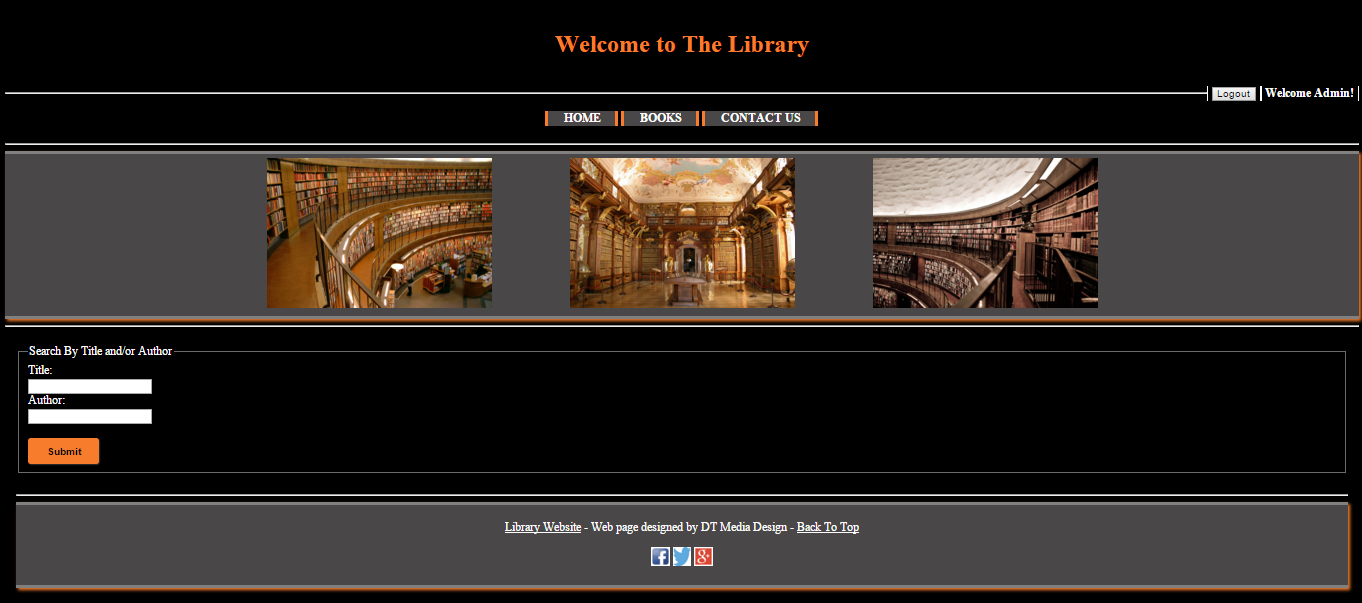 Welcome to The Library
Logout Welcome Admin!
HOME BOOKS CONTACT US
Search By Title and/or Author
Title:
Author:
Submit
Library Website - Web page designed by DT Media Design - Back To Top
f g+